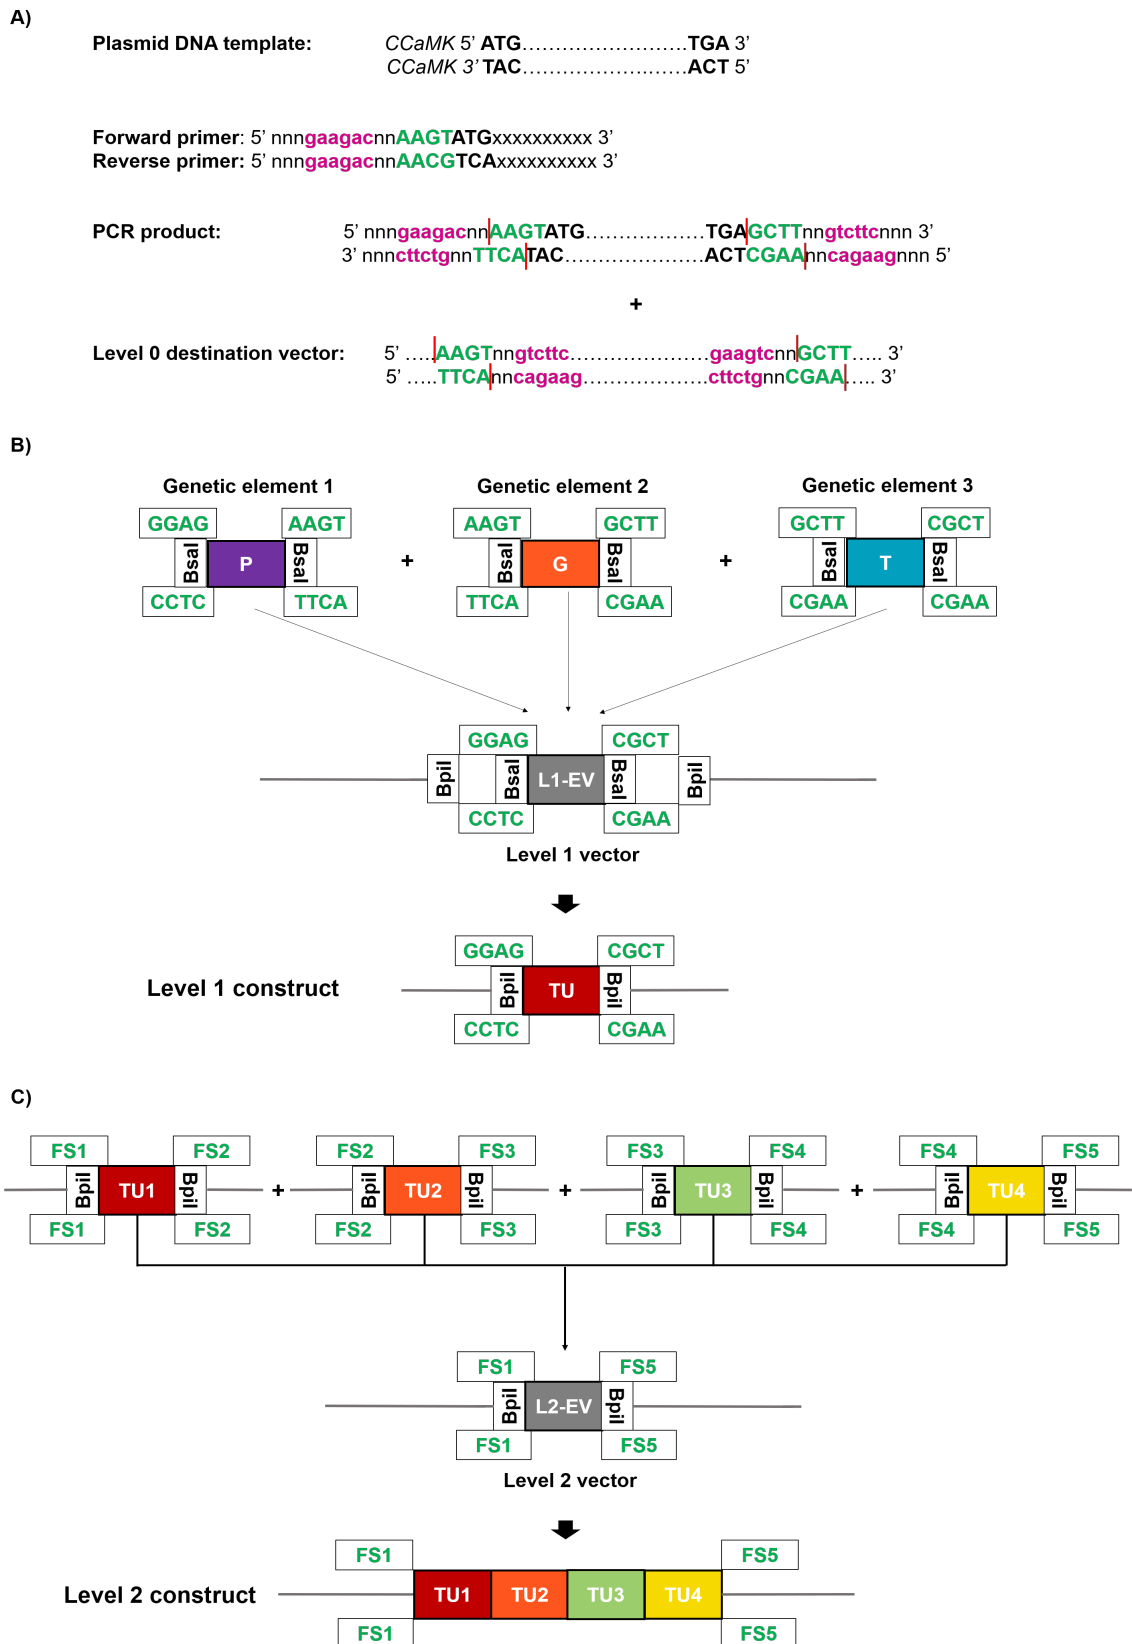 A)
Plasmid DNA template: CCaMK 5’ ATG……………………TGA 3’
CCaMK 3’ TAC……………………ACT 5’
Forward primer: 5’ nnngaagacnnAAGTATGxxxxxxxxxx 3’
Reverse primer: 5’ nnngaagacnnAACGTCAxxxxxxxxxx 3’
PCR product: 5’ nnngaagacnnAAGTATG………………TGAGCTTnngtcttcnnn 3’
3’ nnncttctgnnTTCATAC………………ACTCGAAnncagaagnnn 5’
+
Level 0 destination vector: 5’ …..AAGTnngtcttc…………………gaagtcnnGCTT….. 3’
5’ …..TTCAnncagaag…………………cttctgnnCGAA….. 3’
B)
Genetic element 1 Genetic element 2 Genetic element 3
GGAG AAGT AAGT GCTT GCTT CGCT
BsaI P BsaI + BsaI G BsaI + BsaI T BsaI
CCTC TTCA TTCA CGAA CGAA CGAA
GGAG CGCT
BpiI BsaI L1-EV BsaI BpiI
CCTC CGAA
Level 1 vector
GGAG CGCT
Level 1 construct BpiI TU BpiI
CCTC CGAA
C)
FS1 FS2 FS2 FS3 FS3 FS4 FS4 FS5
BpiI TU1 BpiI + BpiI TU2 BpiI + BpiI TU3 BpiI + BpiI TU4 BpiI
FS1 FS2 FS2 FS3 FS3 FS4 FS4 FS5
FS1 FS5
BpiI L2-EV BpiI
FS1 FS5
Level 2 vector
FS1 FS5
Level 2 construct TU1 TU2 TU3 TU4
FS1 FS5